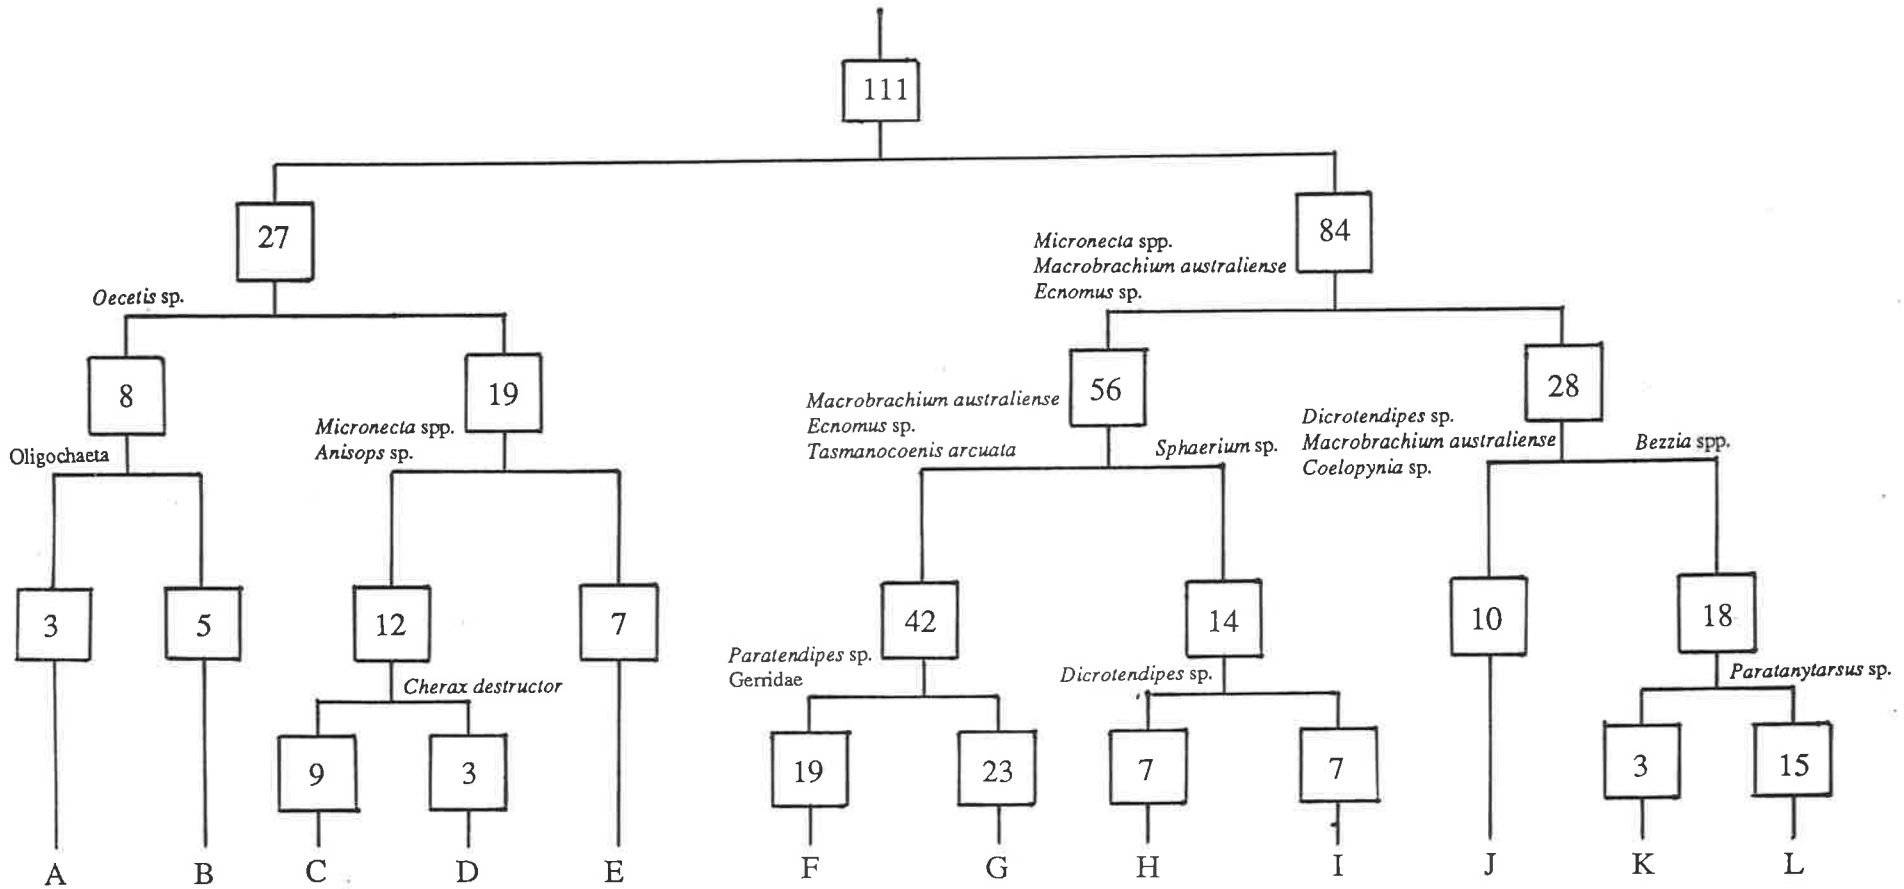 111
27
84
Micronecta spp.
Macrobrachium australiense
Ecnomus sp.
Oecetis sp.
8
19
56
28
Oligochaeta
Micronecta spp.
Anisops sp.
Macrobrachium australiense
Ecnomus sp.
Tasmanocoenis arcuata
Sphaerium sp.
Dicrotendipes sp.
Macrobrachium australiense
Coelopynia sp.
Bezzia spp.
3
5
12
7
42
14
10
18
Cherax destructor
Paratendipes sp.
Gerridae
Dicrotendipes sp.
Paratanytarsus sp.
9
3
19
23
7
7
3
15
A
B
C
D
E
F
G
H
I
J
K
L